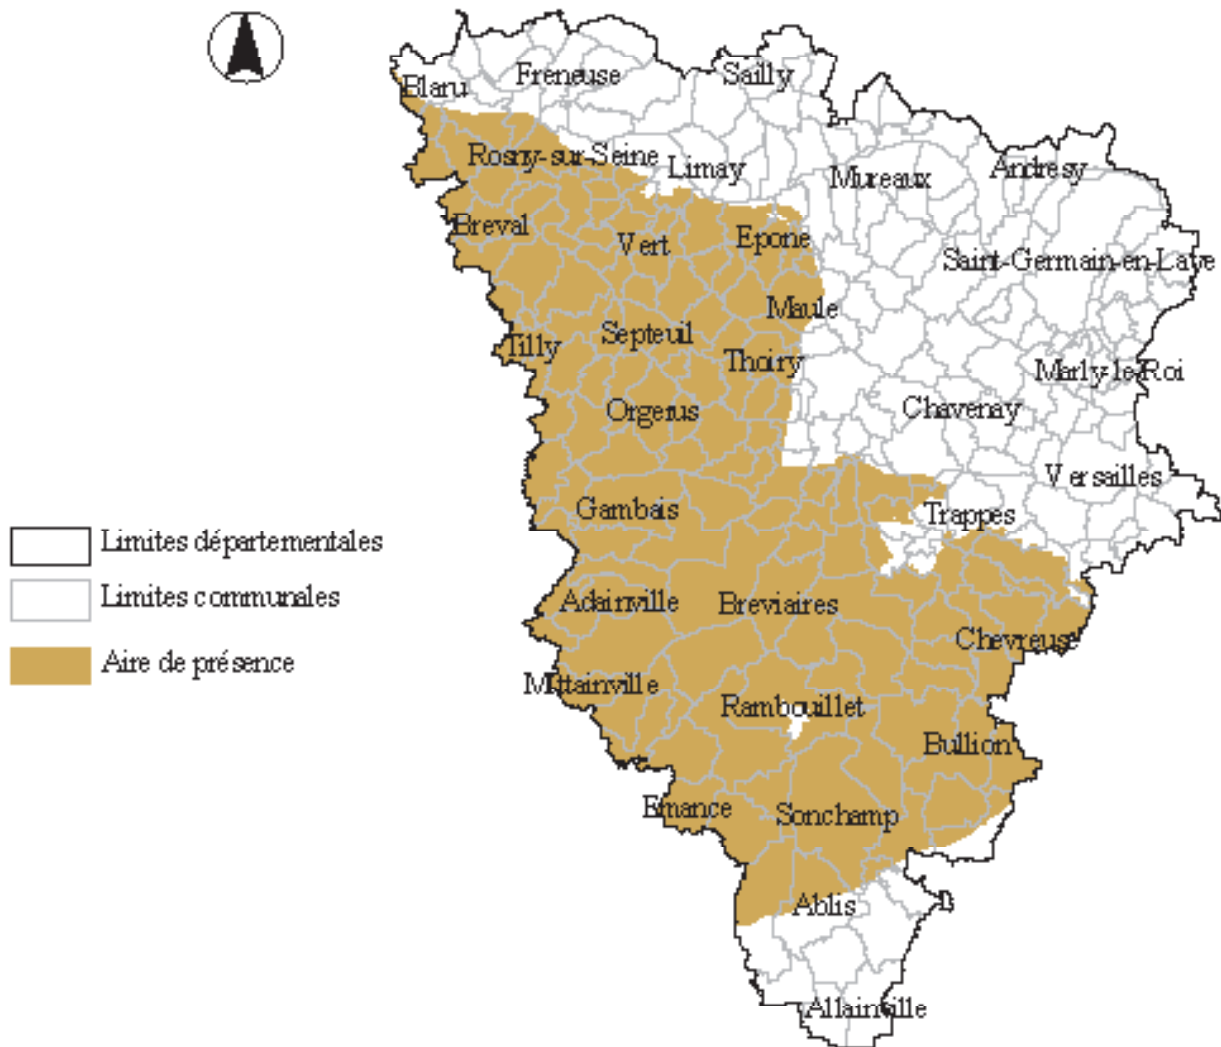 Freneuse
Sailly
Blaru
Rosny-sur-Seine
Limay
Mureaux
Andresy
Breval
Vert
Epone
Saint-Germain-en-Laye
Maule
Septeuil
Tilly
Thoiry
Marly-le-Roi
Orgerus
Chavenay
Versailles
Gambais
Trappes
Limites départementales
Limites communales
Adainville
Breviaires
Chevreuse
Aire de présence
Mittainville
Rambouillet
Bullion
Emance
Sonchamp
Ablis
Allainville